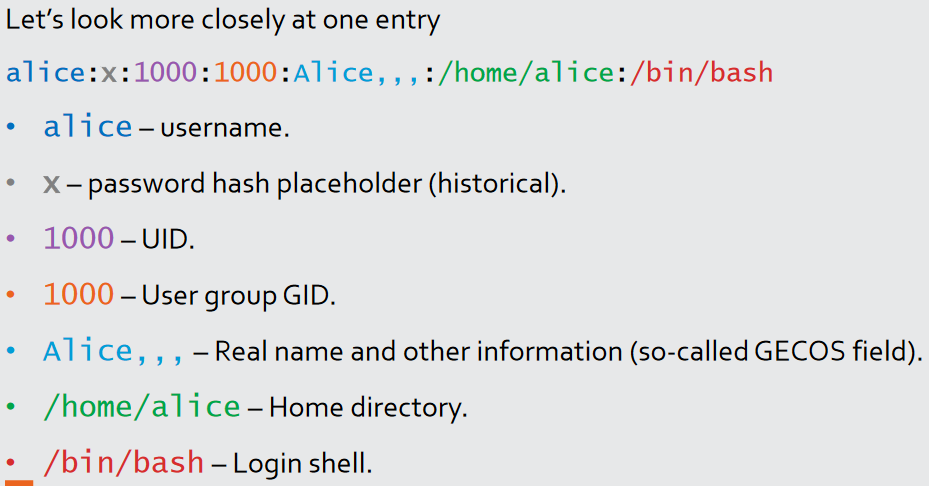 Let’s look more closely at one entry
alice:x:1000:1000:Alice,,,:/home/alice:/bin/bash
• alice – username.
• x – password hash placeholder (historical).
• 1000 – UID.
• 1000 – User group GID.
• Alice,,, – Real name and other information (so-called GECOS field).
• /home/alice – Home directory.
• /bin/bash – Login shell.